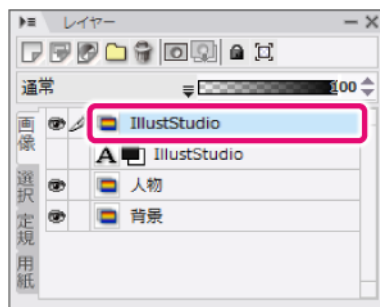 レイヤー
通常 100
画像
選択
定規
用紙
IllustStudio
A IllustStudio
人物
背景